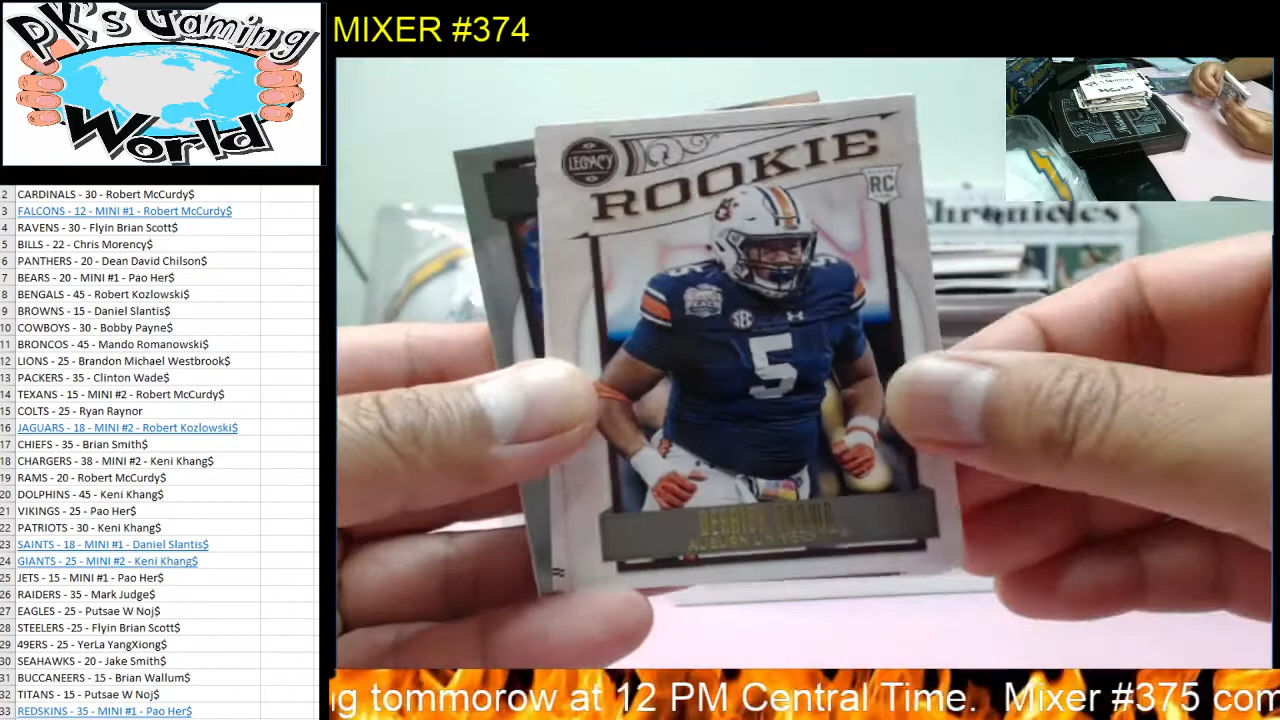 PK's Gaming
World
MIXER #374
2 CARDINALS - 30 - Robert McCurdy$
3 FALCONS - 12 - MINI #1 - Robert McCurdy$
4 RAVENS - 30 - Flyin Brian Scott$
5 BILLS - 22 - Chris Morency$
6 PANTHERS - 20 - Dean David Chilson$
7 BEARS - 20 - MINI #1 - Pao Her$
8 BENGALS - 45 - Robert Kozlowski$
9 BROWNS - 15 - Daniel Slantis$
10 COWBOYS - 30 - Bobby Payne$
11 BRONCOS - 45 - Mando Romanowski$
12 LIONS - 25 - Brandon Michael Westbrook$
13 PACKERS - 35 - Clinton Wade$
14 TEXANS - 15 - MINI #2 - Robert McCurdy$
15 COLTS - 25 - Ryan Raynor
16 JAGUARS - 18 - MINI #2 - Robert Kozlowski$
17 CHIEFS - 35 - Brian Smith$
18 CHARGERS - 38 - MINI #2 - Keni Khang$
19 RAMS - 20 - Robert McCurdy$
20 DOLPHINS - 45 - Keni Khang$
21 VIKINGS - 25 - Pao Her$
22 PATRIOTS - 30 - Keni Khang$
23 SAINTS - 18 - MINI #1 - Daniel Slantis$
24 GIANTS - 25 - MINI #2 - Keni Khang$
25 JETS - 15 - MINI #1 - Pao Her$
26 RAIDERS - 35 - Mark Judge$
27 EAGLES - 25 - Putsae W Noj$
28 STEELERS -25 - Flyin Brian Scott$
29 49ERS - 25 - YerLa YangXiong$
30 SEAHAWKS - 20 - Jake Smith$
31 BUCCANEERS - 15 - Brian Wallum$
32 TITANS - 15 - Putsae W Noj$
33 REDSKINS - 35 - MINI #1 - Pao Her$
LEGACY
ROOKIE
RC
Chronicles
5
SEC
5
AUBURN UNIVERSITY
g tommorow at 12 PM Central Time. Mixer #375 com